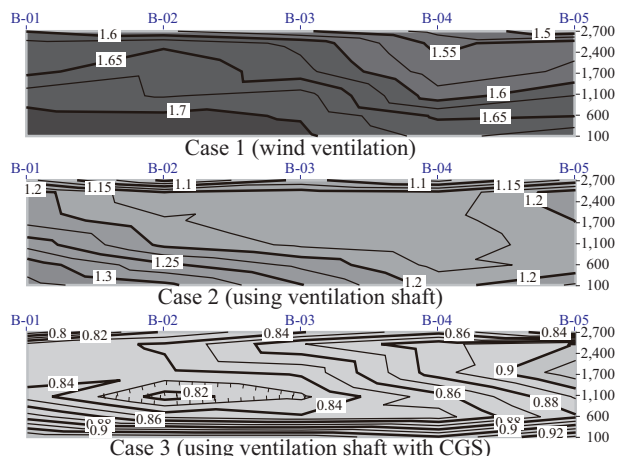 B-01 B-02 B-03 B-04 B-05
1.6 1.5 2,700
1.55 2,400
1.65 1,700
1.6 1,100
1.7 1.65 600
100
Case 1 (wind ventilation)
B-01 B-02 B-03 B-04 B-05
1.2 1.15 1.1 1.1 1.15 2,700
1.2 2,400
1,700
1,100
1.25 600
1.3 1.2 1.2 100
Case 2 (using ventilation shaft)
B-01 B-02 B-03 B-04 B-05
0.8 0.82 0.84 0.86 0.84 2,700
2,400
0.9 1,700
0.84 0.82 0.86 0.88 1,100
0.84
0.86 600
0.88 0.88
0.9 0.9 0.92 100
Case 3 (using ventilation shaft with CGS)